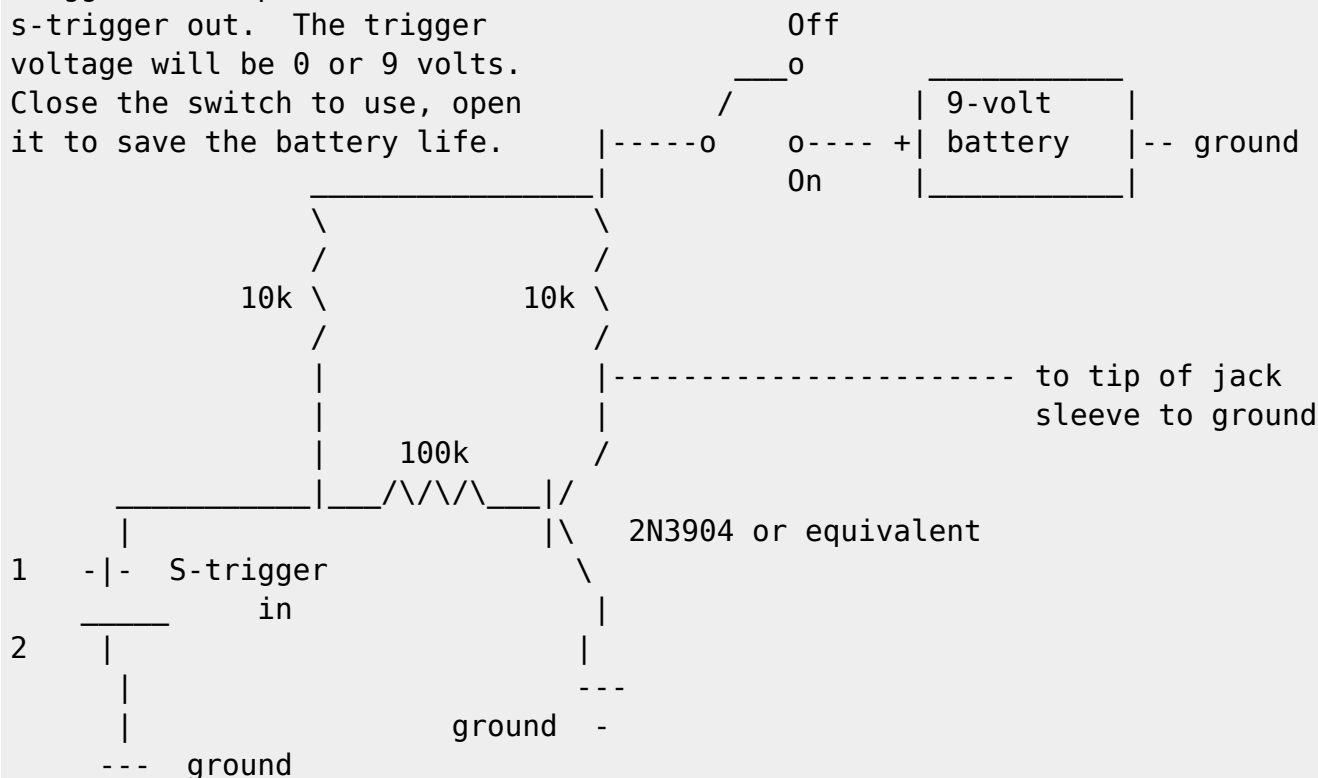 s-trigger out. The trigger Off
voltage will be 0 or 9 volts.
Close the switch to use, open 9-volt
it to save the battery life. + battery ground
On
10k 10k
to tip of jack
sleeve to ground
100k
2N3904 or equivalent
1 S-trigger
in
2
ground
ground